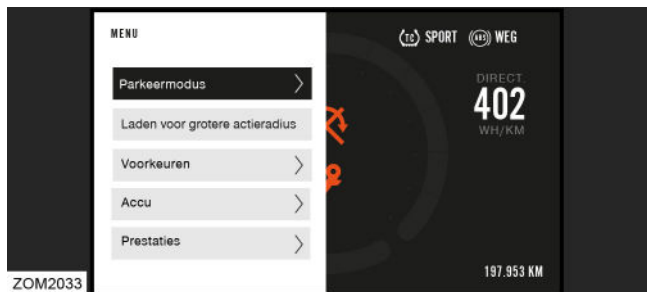 MENU
Parkeermodus
Laden voor grotere actieradius
Voorkeuren
Accu
Prestaties
TC SPORT ABS WEG
DIRECT.
402
WH/KM
197.953 KM
ZOM2033